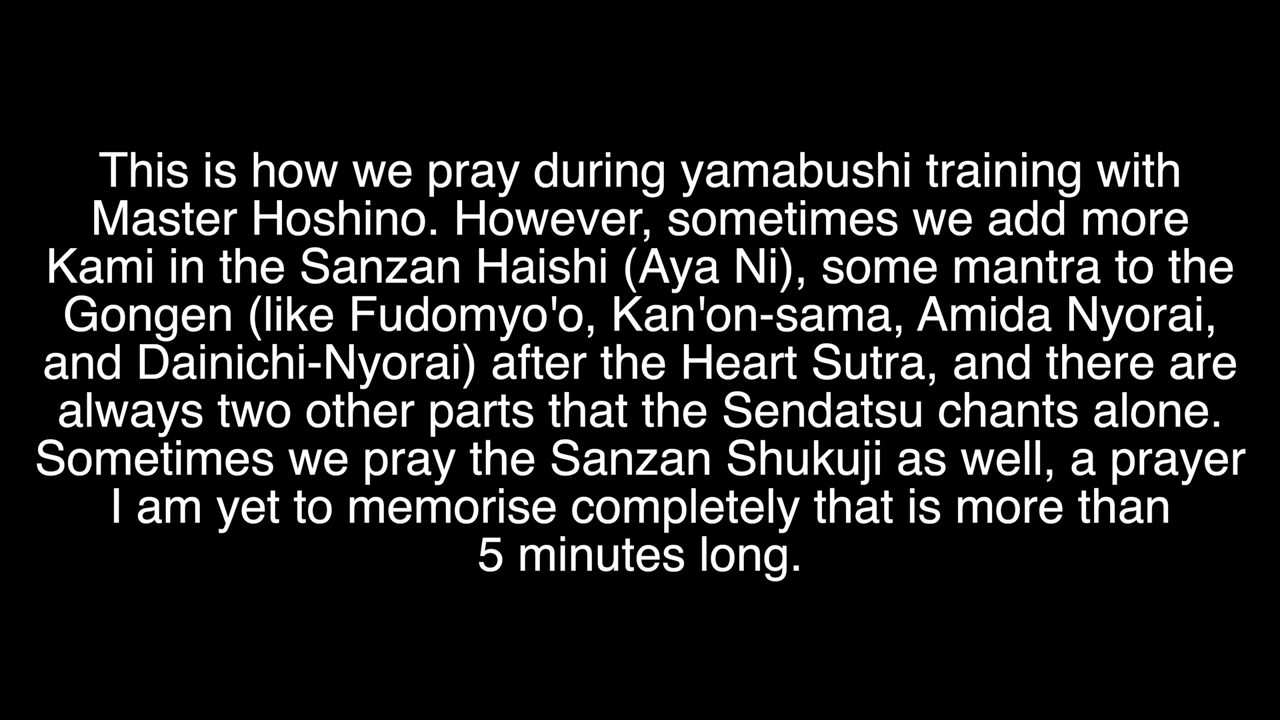 This is how we pray during yamabushi training with
Master Hoshino. However, sometimes we add more
Kami in the Sanzan Haishi (Aya Ni), some mantra to the
Gongen (like Fudomyo'o, Kan'on-sama, Amida Nyorai,
and Dainichi-Nyorai) after the Heart Sutra, and there are
always two other parts that the Sendatsu chants alone.
Sometimes we pray the Sanzan Shukuji as well, a prayer
I am yet to memorise completely that is more than
5 minutes long.